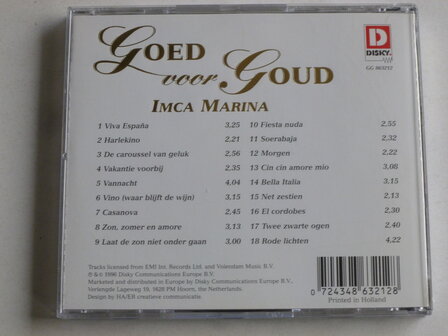 GOED
voor GOUD
DISKY
GG 863212
IMCA MARINA
1 Viva España 3,25
2 Harlekino 2,21
3 De caroussel van geluk 2,56
4 Vakantie voorbij 2,35
5 Vannacht 4,04
6 Vino (waar blijft de wijn) 3,15
7 Casanova 2,45
8 Zon, zomer en amore 3,15
9 Laat de zon niet onder gaan 3,00
10 Fiesta nuda 2,55
11 Soerabaja 2,32
12 Morgen 2,22
13 Cin cin amore mio 3,08
14 Bella Italia 3,15
15 Net zestien 2,13
16 El cordobes 2,30
17 Twee zwarte ogen 2,40
18 Rode lichten 4,22
Tracks licensed from EMI Int. Records Ltd. and Volendam Music B.V.
℗ & © 1996 Disky Communications Europe B.V.
Marketed and distributed in Europe by Disky Communications Europe B.V.,
Verlengde Lageweg 19, 1628 PM Hoorn, the Netherlands.
Design by HA/ER creatieve communicatie
0 724348 632128
Printed in Holland